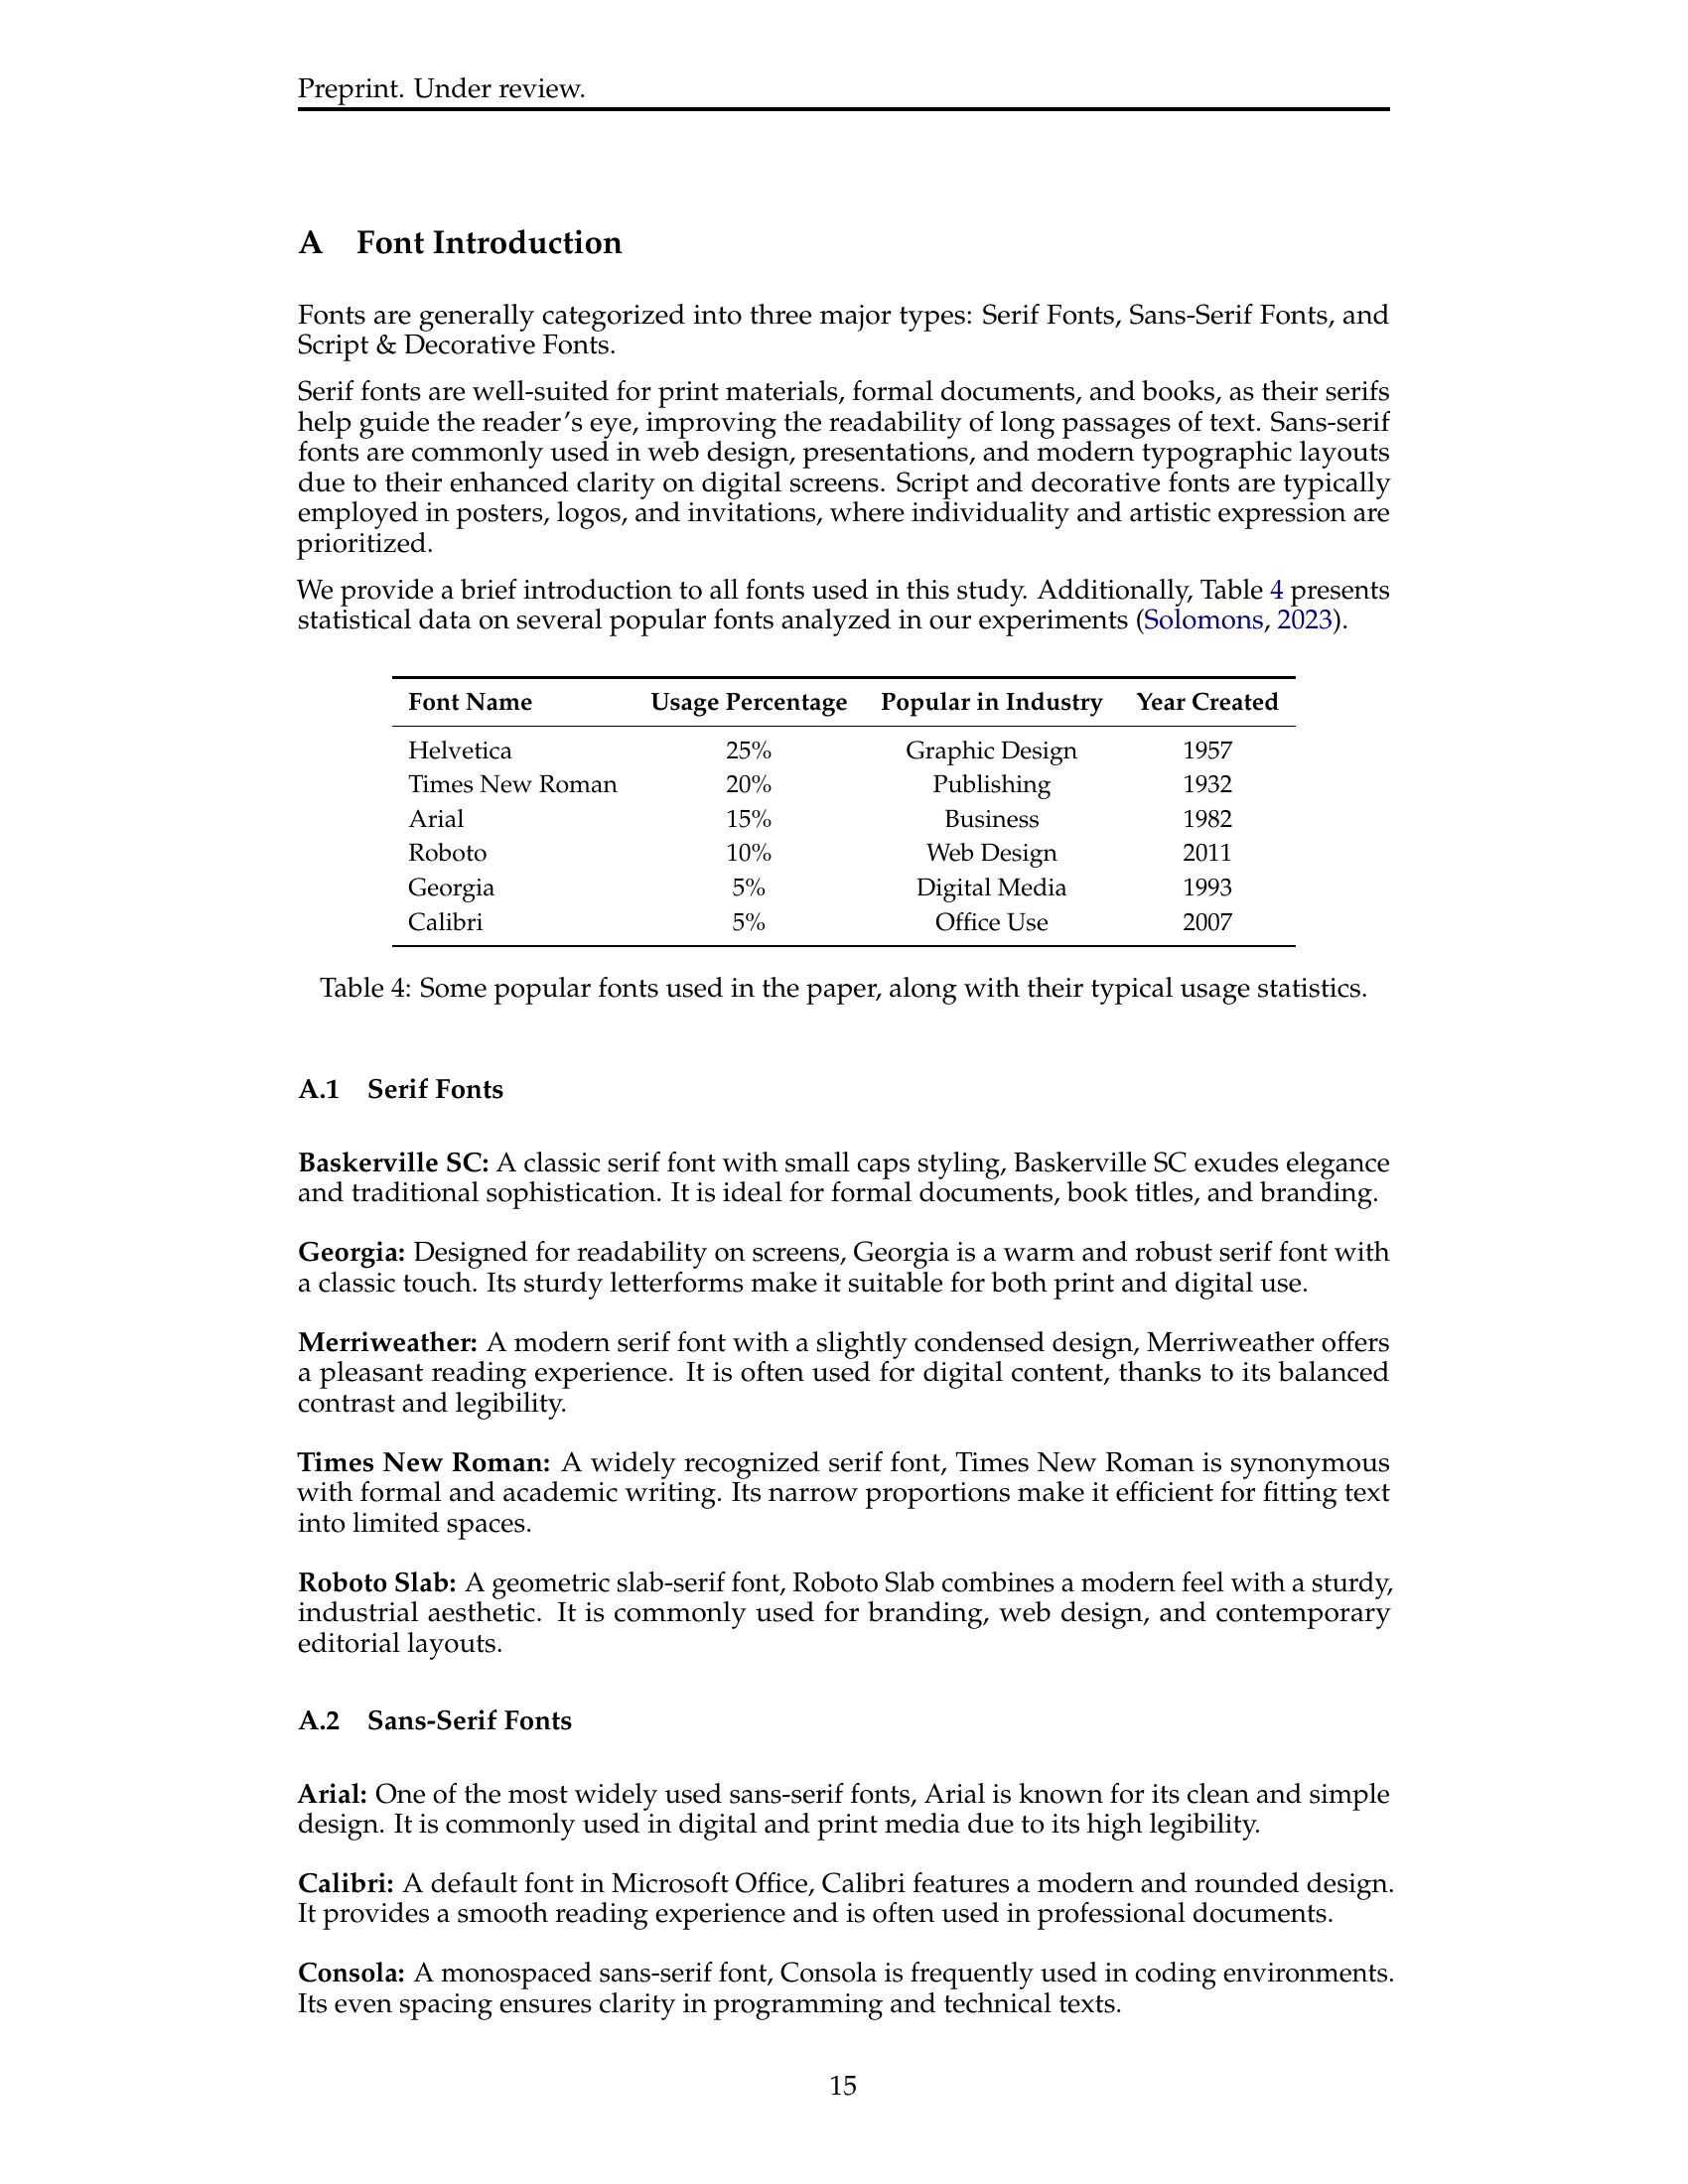 Preprint. Under review.
A Font Introduction
Fonts are generally categorized into three major types: Serif Fonts, Sans-Serif Fonts, and
Script & Decorative Fonts.
Serif fonts are well-suited for print materials, formal documents, and books, as their serifs
help guide the reader's eye, improving the readability of long passages of text. Sans-serif
fonts are commonly used in web design, presentations, and modern typographic layouts
due to their enhanced clarity on digital screens. Script and decorative fonts are typically
employed in posters, logos, and invitations, where individuality and artistic expression are
prioritized.
We provide a brief introduction to all fonts used in this study. Additionally, Table 4 presents
statistical data on several popular fonts analyzed in our experiments (Solomons, 2023).
Font Name Usage Percentage Popular in Industry Year Created
Helvetica 25% Graphic Design 1957
Times New Roman 20% Publishing 1932
Arial 15% Business 1982
Roboto 10% Web Design 2011
Georgia 5% Digital Media 1993
Calibri 5% Office Use 2007
Table 4: Some popular fonts used in the paper, along with their typical usage statistics.
A.1 Serif Fonts
Baskerville SC: A classic serif font with small caps styling, Baskerville SC exudes elegance
and traditional sophistication. It is ideal for formal documents, book titles, and branding.
Georgia: Designed for readability on screens, Georgia is a warm and robust serif font with
a classic touch. Its sturdy letterforms make it suitable for both print and digital use.
Merriweather: A modern serif font with a slightly condensed design, Merriweather offers
a pleasant reading experience. It is often used for digital content, thanks to its balanced
contrast and legibility.
Times New Roman: A widely recognized serif font, Times New Roman is synonymous
with formal and academic writing. Its narrow proportions make it efficient for fitting text
into limited spaces.
Roboto Slab: A geometric slab-serif font, Roboto Slab combines a modern feel with a sturdy,
industrial aesthetic. It is commonly used for branding, web design, and contemporary
editorial layouts.
A.2 Sans-Serif Fonts
Arial: One of the most widely used sans-serif fonts, Arial is known for its clean and simple
design. It is commonly used in digital and print media due to its high legibility.
Calibri: A default font in Microsoft Office, Calibri features a modern and rounded design.
It provides a smooth reading experience and is often used in professional documents.
Consola: A monospaced sans-serif font, Consola is frequently used in coding environments.
Its even spacing ensures clarity in programming and technical texts.
15